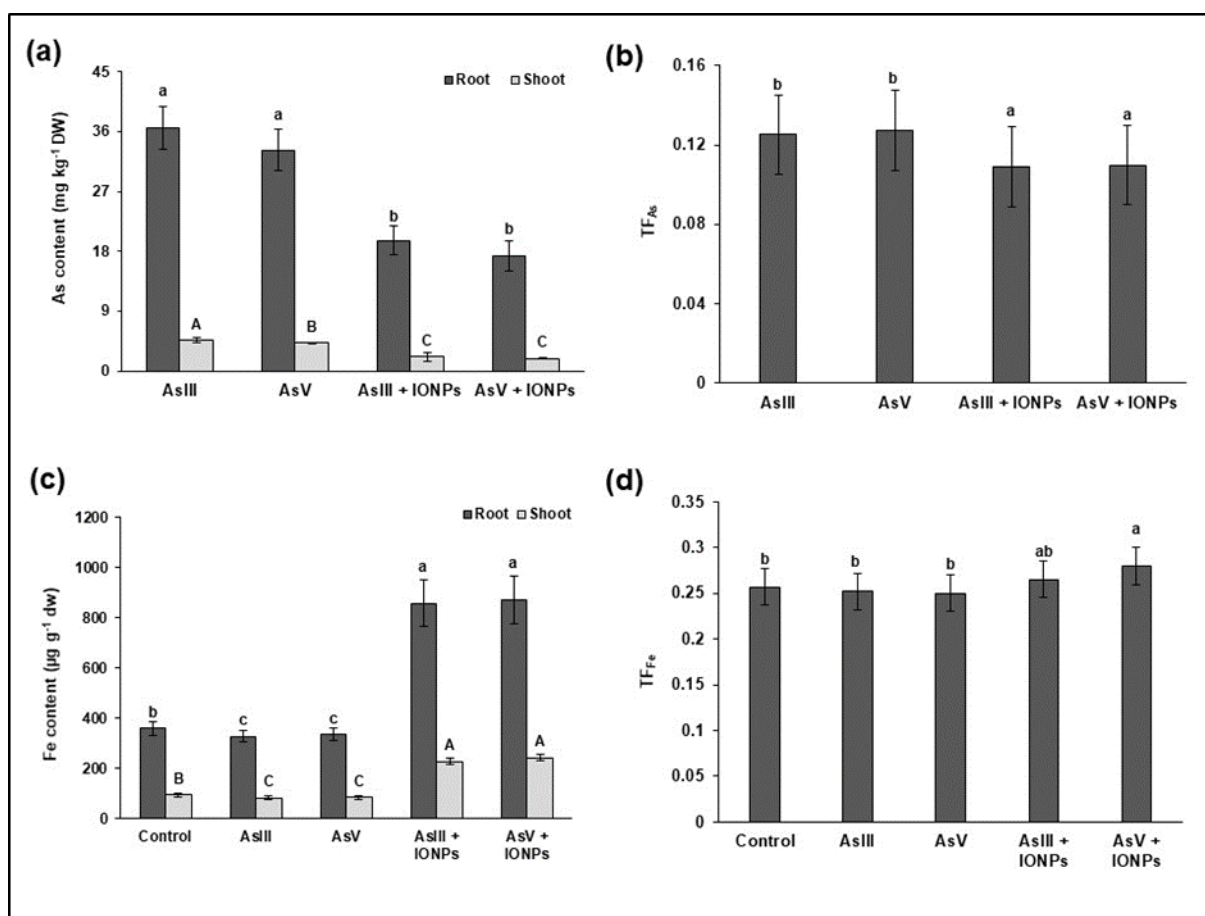 (a)
45
36
27
18
9
0
As content (mg kg⁻¹ DW)
Root Shoot
a
a
b
b
A
B
C
C
AsIII AsV AsIII + IONPs AsV + IONPs
(b)
0.16
0.12
0.08
0.04
0
TF_As
b
b
a
a
AsIII AsV AsIII + IONPs AsV + IONPs
(c)
1200
1000
800
600
400
200
0
Fe content (µg g⁻¹ dw)
Root Shoot
b
c
c
a
a
B
C
C
A
A
Control AsIII AsV AsIII + AsV +
IONPs IONPs
(d)
0.35
0.3
0.25
0.2
0.15
0.1
0.05
0
TF_Fe
b
b
b
ab
a
Control AsIII AsV AsIII + AsV +
IONPs IONPs